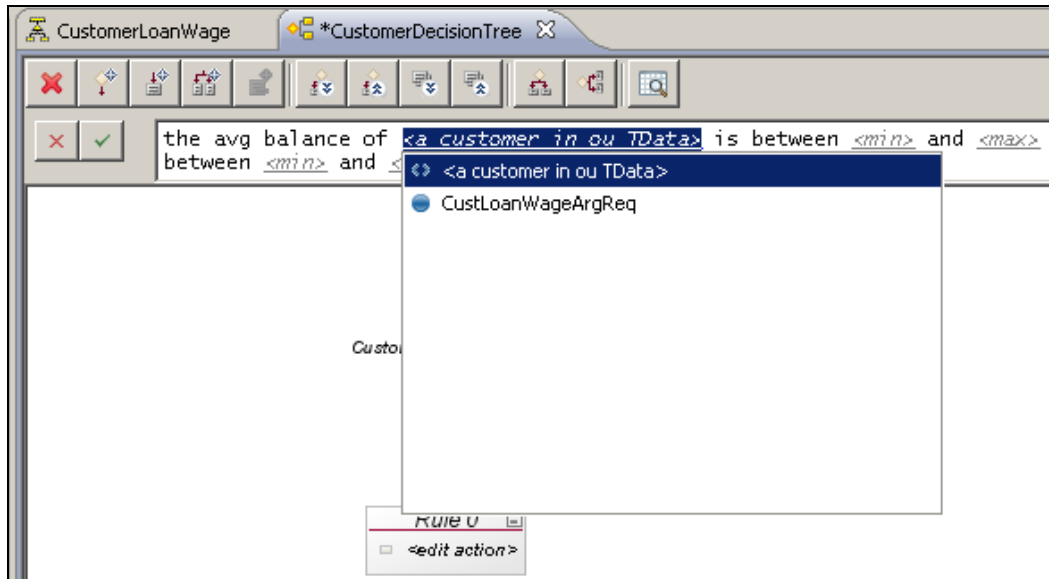 CustomerLoanWage *CustomerDecisionTree
the avg balance of <a customer in ou TData> is between <min> and <max>
between <min> and <
<a customer in ou TData>
CustLoanWageArgReq
Custo
Rule 0
<edit action>